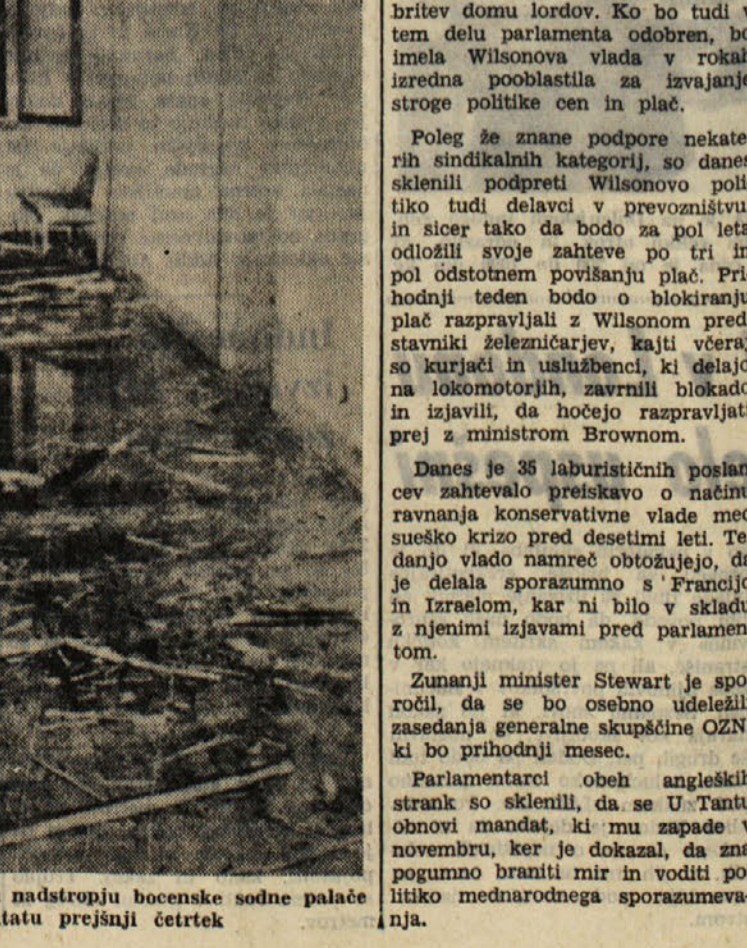 nadstropju bocenske sodne palače
tatu prejšnji četrtek
britev domu lordov. Ko bo tudi v
tem delu parlamenta odobren, bo
imela Wilsonova vlada v rokah
izredna pooblastila za izvajanje
stroge politike cen in plač.
Poleg že znane podpore nekate-
rih sindikalnih kategorij, so danes
sklenili podpreti Wilsonovo poli-
tiko tudi delavci v prevozništvu
in sicer tako da bodo za pol leta
odložili svoje zahteve po tri in
pol odstotnem povišanju plač. Pri-
hodnji teden bodo o blokiranju
plač razpravljali z Wilsonom pred-
stavniki železničarjev, kajti včeraj
so kurjači in uslužbenci, ki delajo
na lokomotorjih, zavrnili blokado
in izjavili, da hočejo razpravljati
prej z ministrom Brownom.
Danes je 35 laburističnih poslan-
cev zahtevalo preiskavo o načinu
ravnanja konservativne vlade med
sueško krizo pred desetimi leti. Te-
danjo vlado namreč obtožujejo, da
je delala sporazumno s Francijo
in Izraelom, kar ni bilo v skladu
z njenimi izjavami pred parlamen-
tom.
Zunanji minister Stewart je spo-
ročil, da se bo osebno udeležil
zasedanja generalne skupščine OZN,
ki bo prihodnji mesec.
Parlamentarci obeh angleških
strank so sklenili, da se U Tantu
obnovi mandat, ki mu zapade v
novembru, ker je dokazal, da zna
pogumno braniti mir in voditi po-
litiko mednarodnega sporazumeva-
nja.